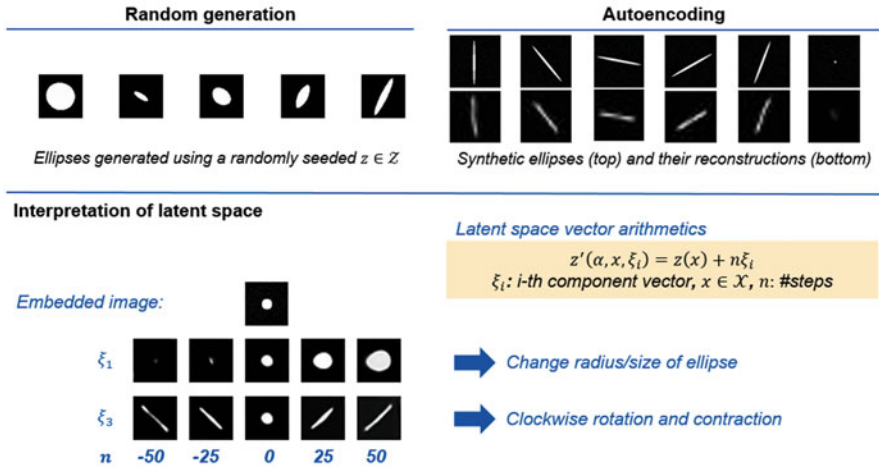 Random generation
Autoencoding
Ellipses generated using a randomly seeded z ∈ Z
Synthetic ellipses (top) and their reconstructions (bottom)
Interpretation of latent space
Latent space vector arithmetics
z′(α, x, ξᵢ) = z(x) + nξᵢ
ξᵢ: i-th component vector, x ∈ X, n: #steps
Embedded image:
ξ₁
Change radius/size of ellipse
ξ₃
Clockwise rotation and contraction
n -50 -25 0 25 50